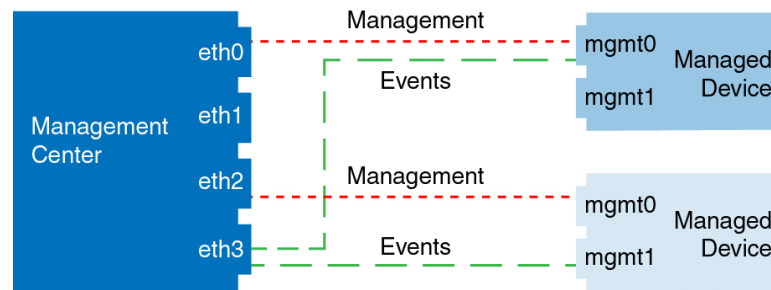 Management
eth0
mgmt0
Managed
Device
Events
mgmt1
eth1
Management
Center
eth2
Management
mgmt0
Managed
Device
eth3
Events
mgmt1